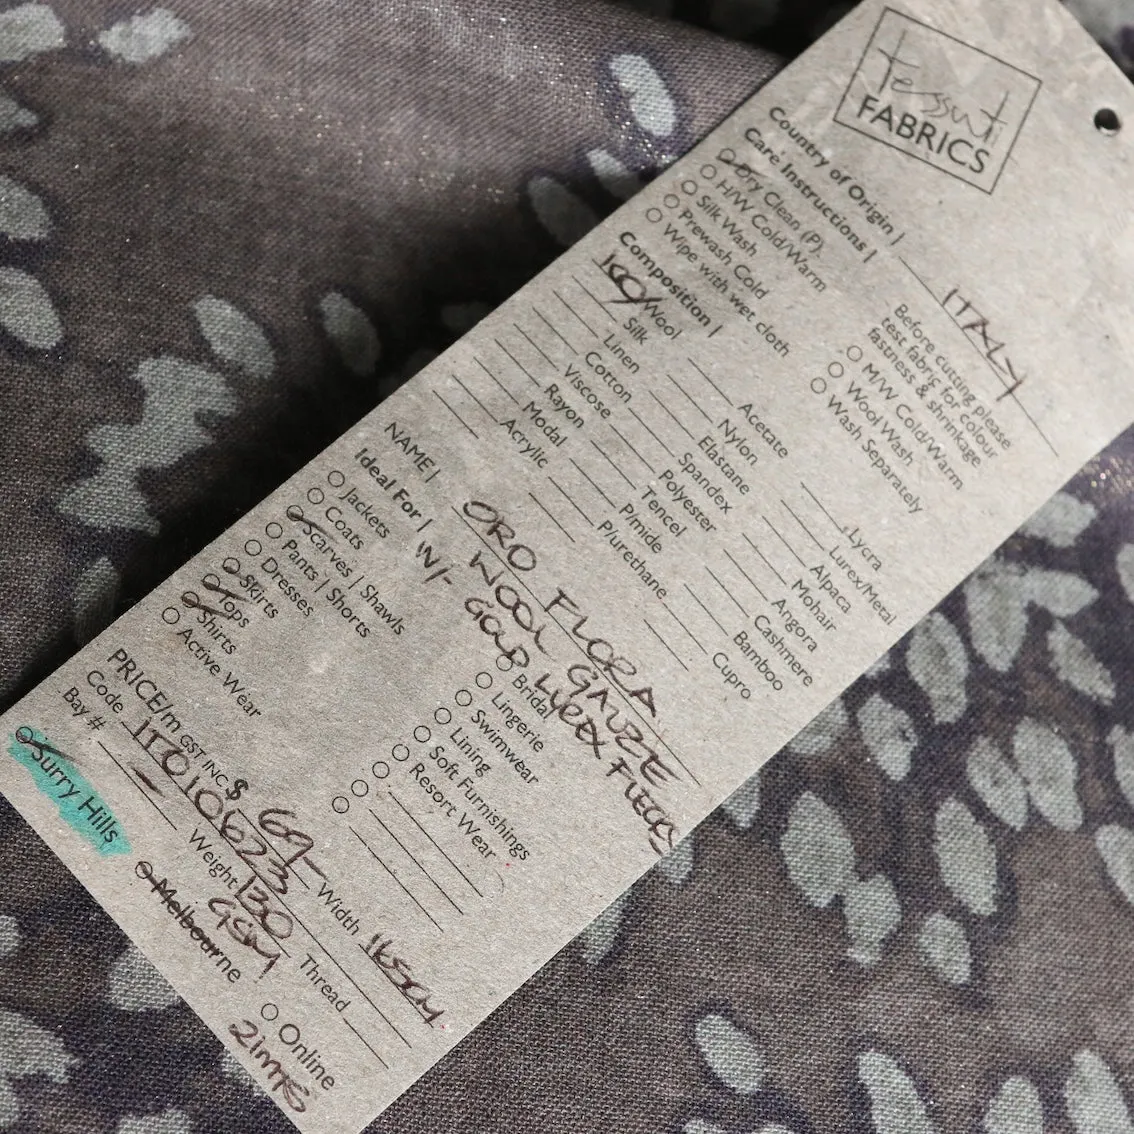 tessuti
FABRICS
Country of Origin | ITALY
Care Instructions |
Dry Clean (P).
H/W Cold/Warm
Silk Wash
Prewash Cold
Wipe with wet cloth
Before cutting please
test fabric for colour
fastness & shrinkage
M/W Cold/Warm
Wool Wash
Wash Separately
Composition |
100% Wool
Silk
Linen
Cotton
Viscose
Rayon
Modal
Acrylic
Acetate
Nylon
Elastane
Spandex
Polyester
Tencel
P/mide
P/urethane
Lycra
Lurex/Metal
Alpaca
Mohair
Angora
Cashmere
Bamboo
Cupro
NAME | ORO FLORA
WOOL GAUZE
W/- GOLD LUREX FLECKS
Ideal For |
Jackets
Coats
Scarves | Shawls
Pants | Shorts
Dresses
Skirts
Tops
Shirts
Active Wear
Bridal
Lingerie
Swimwear
Lining
Soft Furnishings
Resort Wear
PRICE/m GST INC $ 69- Width 165cm
Code ITO10623
Bay # - Weight 130 GSM Thread
Surry Hills
Melbourne
Online
21mts